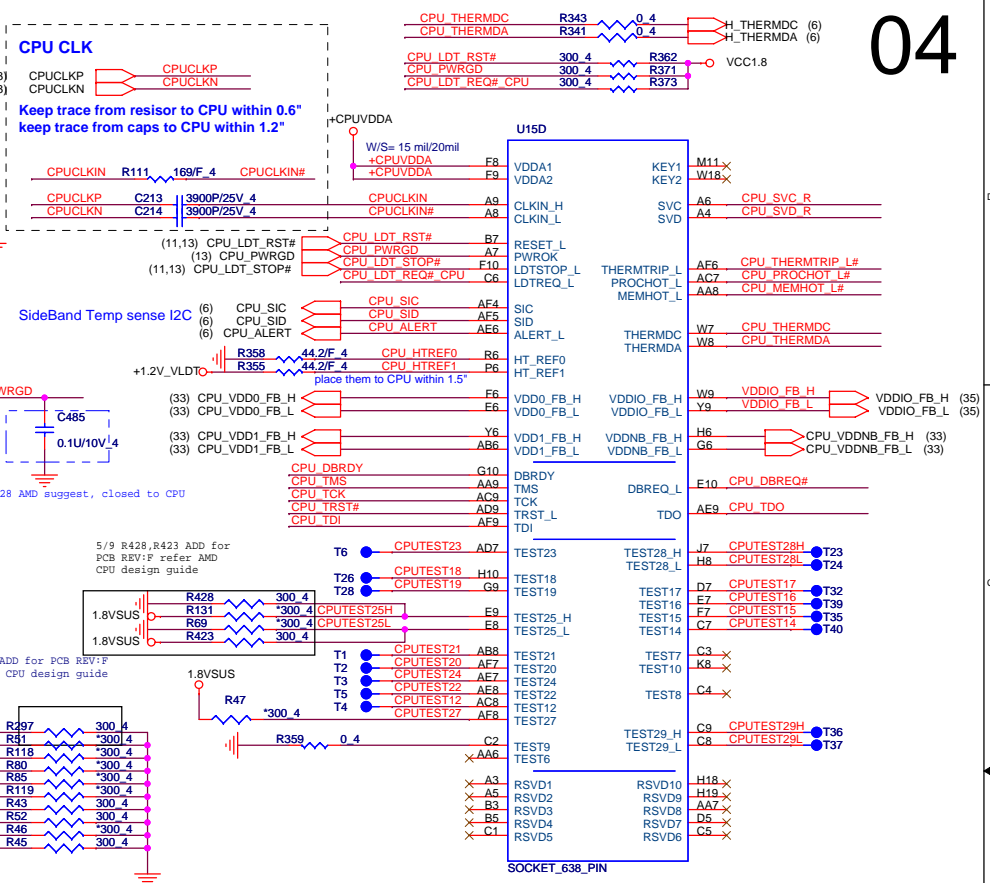 04
CPU_THERMDC R343 0_4 H_THERMDC (6)
CPU_THERMDA R341 0_4 H_THERMDA (6)
CPU_LDT_RST# 300_4 R362
CPU_PWRGD 300_4 R371 VCC1.8
CPU_LDT_REQ#_CPU 300_4 R373
CPU CLK
CPUCLKP CPUCLKP
CPUCLKN CPUCLKN
Keep trace from resisor to CPU within 0.6"
keep trace from caps to CPU within 1.2"
+CPUVDDA
W/S= 15 mil/20mil
U15D
+CPUVDDA F8 VDDA1 KEY1 M11
+CPUVDDA F9 VDDA2 KEY2 W18
CPUCLKIN R111 169/F_4 CPUCLKIN#
CPUCLKP C213 3900P/25V_4 CPUCLKIN A9 CLKIN_H SVC A6 CPU_SVC_R
CPUCLKN C214 3900P/25V_4 CPUCLKIN# A8 CLKIN_L SVD A4 CPU_SVD_R
(11,13) CPU_LDT_RST# CPU_LDT_RST# B7 RESET_L
(13) CPU_PWRGD CPU_PWRGD A7 PWROK
(11,13) CPU_LDT_STOP# CPU_LDT_STOP# F10 LDTSTOP_L THERMTRIP_L AF6 CPU_THERMTRIP_L#
CPU_LDT_REQ#_CPU C6 LDTREQ_L PROCHOT_L AC7 CPU_PROCHOT_L#
MEMHOT_L AA8 CPU_MEMHOT_L#
SideBand Temp sense I2C
(6) CPU_SIC CPU_SIC AF4 SIC
(6) CPU_SID CPU_SID AF5 SID
(6) CPU_ALERT CPU_ALERT AE6 ALERT_L
THERMDC W7 CPU_THERMDC
THERMDA W8 CPU_THERMDA
R358 44.2/F_4 CPU_HTREF0 R6 HT_REF0
+1.2V_VLDT R355 44.2/F_4 CPU_HTREF1 P6 HT_REF1
place them to CPU within 1.5"
WRGD
C485
0.1U/10V_4
28 AMD suggest, closed to CPU
(33) CPU_VDD0_FB_H F6 VDD0_FB_H VDDIO_FB_H W9 VDDIO_FB_H VDDIO_FB_H (35)
(33) CPU_VDD0_FB_L E6 VDD0_FB_L VDDIO_FB_L Y9 VDDIO_FB_L VDDIO_FB_L (35)
(33) CPU_VDD1_FB_H Y6 VDD1_FB_H VDDNB_FB_H H6 CPU_VDDNB_FB_H (33)
(33) CPU_VDD1_FB_L AB6 VDD1_FB_L VDDNB_FB_L G6 CPU_VDDNB_FB_L (33)
CPU_DBRDY G10 DBRDY
CPU_TMS AA9 TMS DBREQ_L E10 CPU_DBREQ#
CPU_TCK AC9 TCK
CPU_TRST# AD9 TRST_L TDO AE9 CPU_TDO
CPU_TDI AF9 TDI
5/9 R428,R423 ADD for
PCB REV:F refer AMD
CPU design guide
T6 CPUTEST23 AD7 TEST23 TEST28_H J7 CPUTEST28H T23
TEST28_L H8 CPUTEST28L T24
T26 CPUTEST18 H10 TEST18
T28 CPUTEST19 G9 TEST19 TEST17 D7 CPUTEST17 T32
TEST16 E7 CPUTEST16 T39
TEST15 F7 CPUTEST15 T35
TEST14 C7 CPUTEST14 T40
R428 300_4
1.8VSUS R131 *300_4 CPUTEST25H E9 TEST25_H
R69 *300_4 CPUTEST25L E8 TEST25_L
1.8VSUS R423 300_4
T1 CPUTEST21 AB8 TEST21 TEST7 C3
T2 CPUTEST20 AF7 TEST20 TEST10 K8
T3 CPUTEST24 AE7 TEST24
T5 CPUTEST22 AE8 TEST22 TEST8 C4
T4 CPUTEST12 AC8 TEST12
CPUTEST27 AF8 TEST27
ADD for PCB REV:F
CPU design guide
1.8VSUS
R47
*300_4
TEST29_H C9 CPUTEST29H T36
TEST29_L C8 CPUTEST29L T37
R359 0_4 C2 TEST9
AA6 TEST6
R297 300_4
R51 *300_4
R118 *300_4
R80 *300_4
R85 *300_4
R119 *300_4
R43 300_4
R52 300_4
R46 *300_4
R45 300_4
A3 RSVD1 RSVD10 H18
A5 RSVD2 RSVD9 H19
B3 RSVD3 RSVD8 AA7
B5 RSVD4 RSVD7 D5
C1 RSVD5 RSVD6 C5
SOCKET_638_PIN